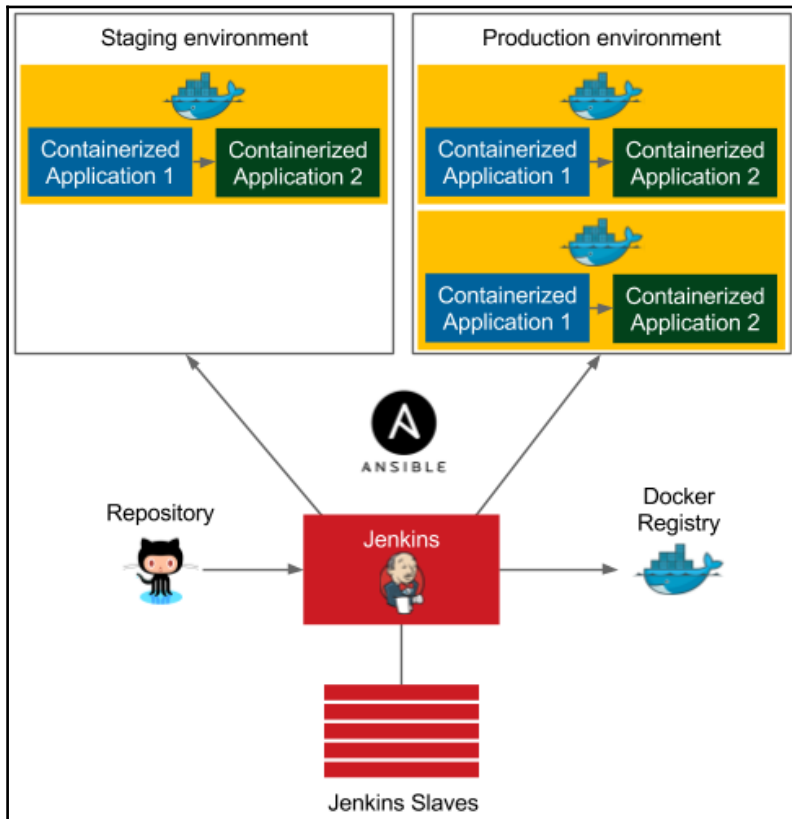 Staging environment
Production environment
Containerized
Application 1
Containerized
Application 2
Containerized
Application 1
Containerized
Application 2
Containerized
Application 1
Containerized
Application 2
ANSIBLE
Repository
Jenkins
Docker
Registry
Jenkins Slaves